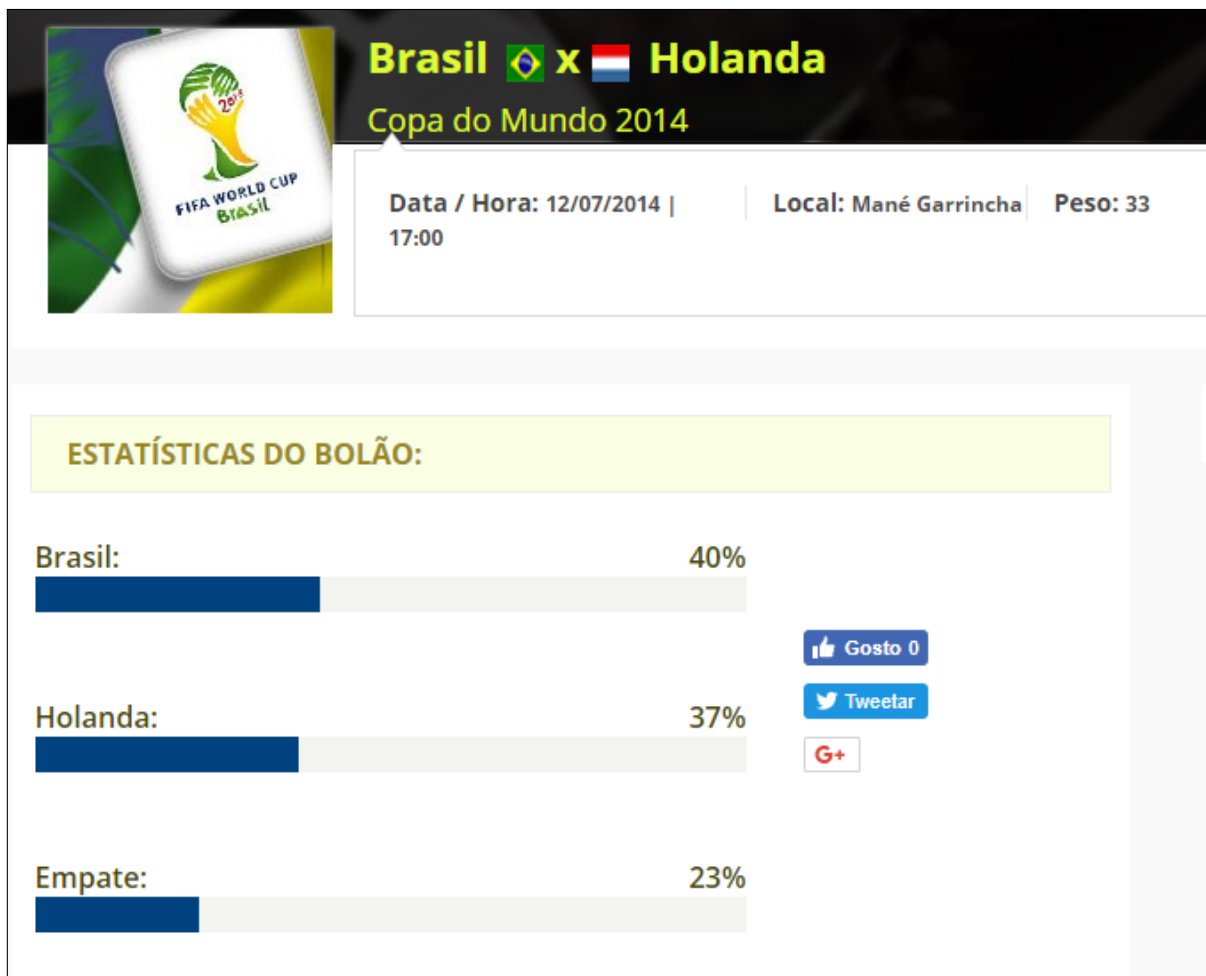 Brasil x Holanda
Copa do Mundo 2014
2014
FIFA WORLD CUP
Brasil
Data / Hora: 12/07/2014 |
17:00
Local: Mané Garrincha
Peso: 33
ESTATÍSTICAS DO BOLÃO:
Brasil: 40%
Gosto 0
Holanda: 37%
Tweetar
G+
Empate: 23%